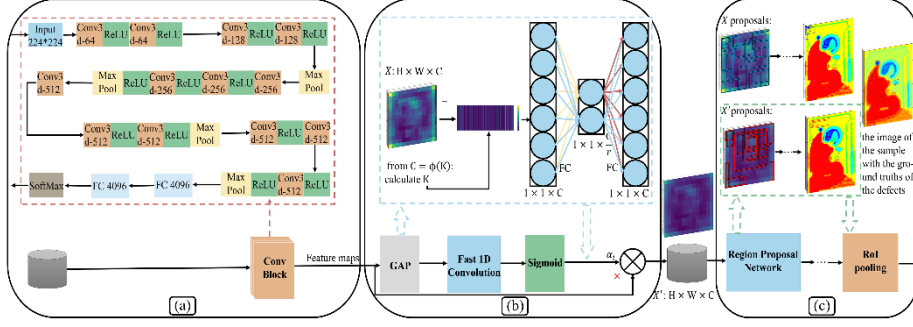 Input
224*224
Conv3
d-64
ReLU
Conv3
d-64
ReLU
Conv3
d-128
ReLU
Conv3
d-128
ReLU
Conv3
d-512
Max
Pool
ReLU
Conv3
d-256
ReLU
Conv3
d-256
ReLU
Conv3
d-256
Max
Pool
Conv3
d-512
ReLU
Conv3
d-512
ReLU
Max
Pool
Conv3
d-512
ReLU
Conv3
d-512
SoftMax
FC 4096
FC 4096
Max
Pool
ReLU
Conv3
d-512
ReLU
Conv
Block
Feature maps
(a)
X: H × W × C
from C = ϕ(K):
calculate K
FC
FC
1 × 1 × C
1 × 1 × C/r
1 × 1 × C
GAP
Fast 1D
Convolution
Sigmoid
×
(b)
X': H × W × C
X proposals:
X' proposals:
the image of
the sample
with the gro-
und truths of
the defects
Region Proposal
Network
RoI
pooling
(c)